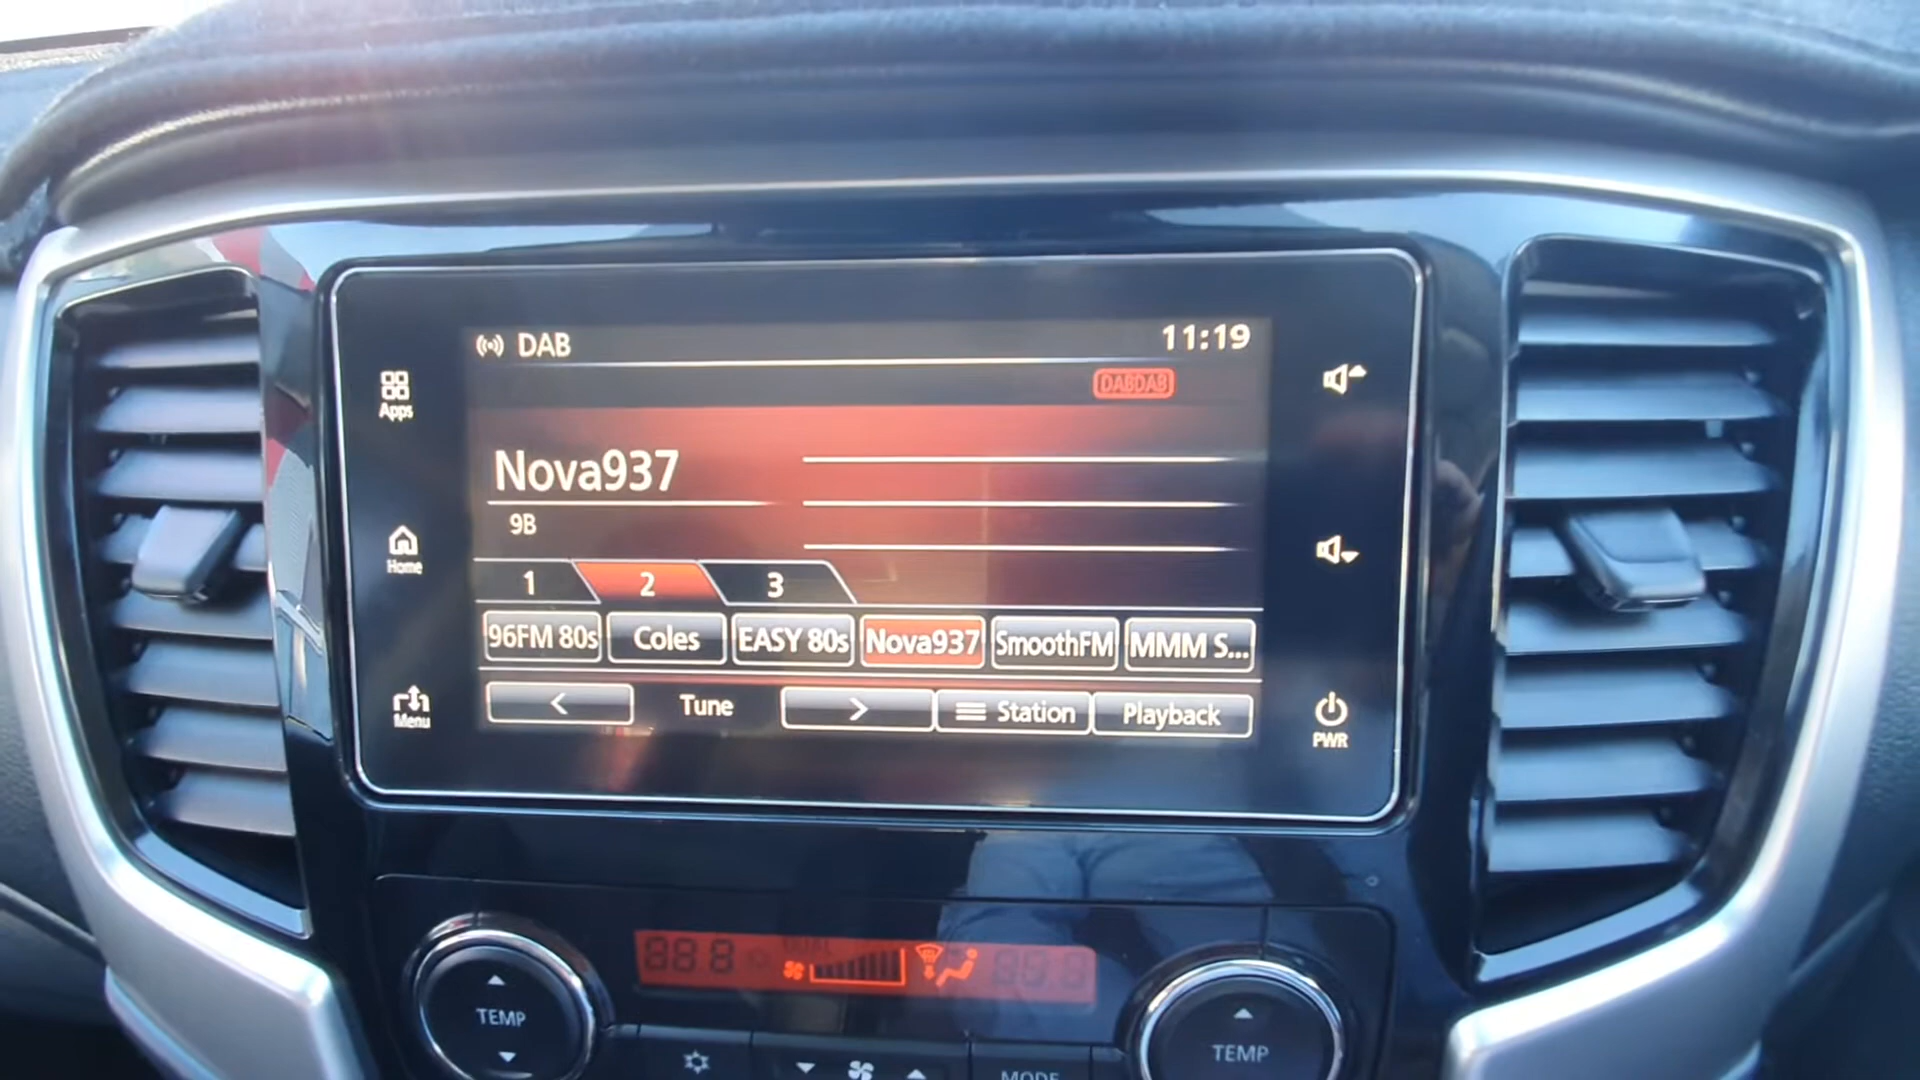 DAB
11:19
DABDAB
Apps
Nova937
9B
Home
1 2 3
96FM 80s Coles EASY 80s Nova937 SmoothFM MMM S...
< Tune > Station Playback
Menu
PWR
TEMP
TEMP
MODE